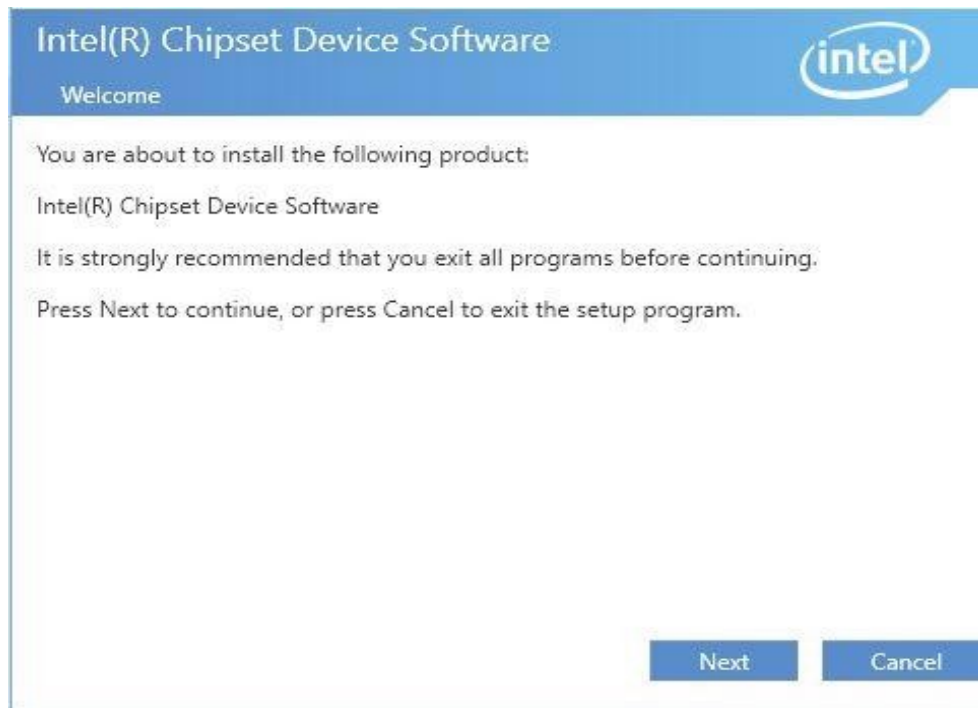 Intel(R) Chipset Device Software
intel
Welcome
You are about to install the following product:
Intel(R) Chipset Device Software
It is strongly recommended that you exit all programs before continuing.
Press Next to continue, or press Cancel to exit the setup program.
Next
Cancel